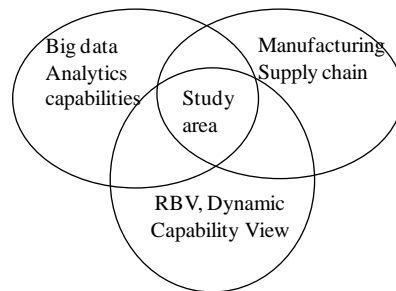 Big data
Analytics
capabilities
Manufacturing
Supply chain
Study
area
RBV, Dynamic
Capability View